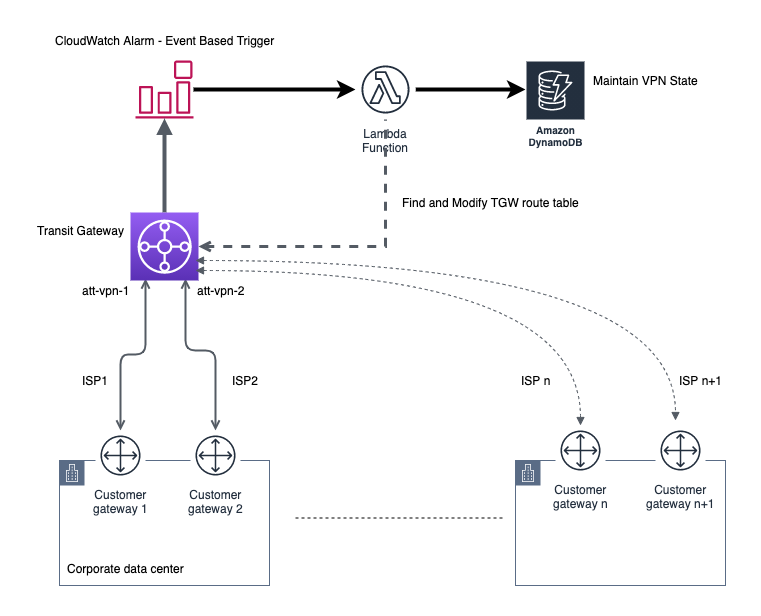 CloudWatch Alarm - Event Based Trigger
Maintain VPN State
Lambda
Function
Amazon
DynamoDB
Find and Modify TGW route table
Transit Gateway
att-vpn-1
att-vpn-2
ISP1
ISP2
ISP n
ISP n+1
Customer
gateway 1
Customer
gateway 2
Customer
gateway n
Customer
gateway n+1
Corporate data center